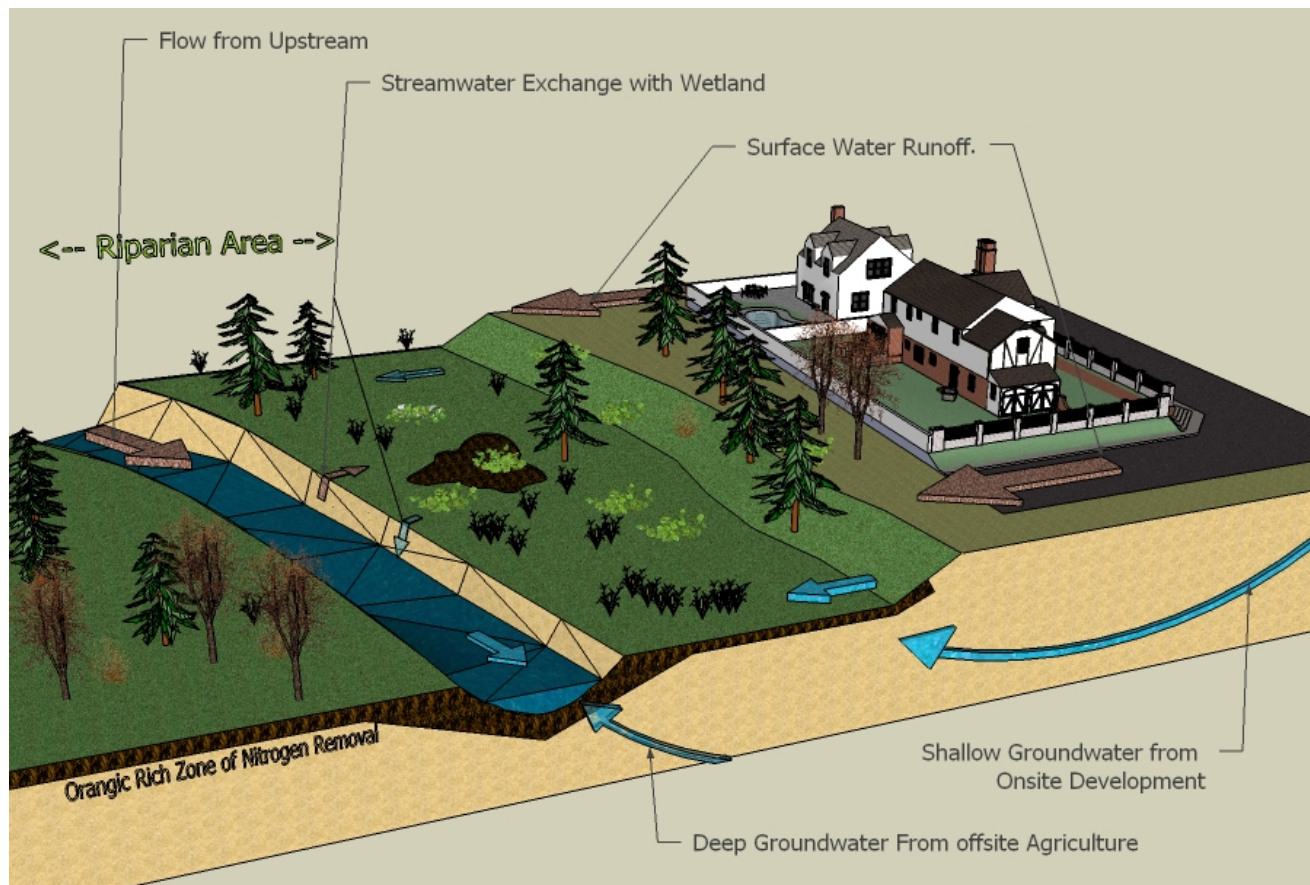 Flow from Upstream
Streamwater Exchange with Wetland
Surface Water Runoff.
<-- Riparian Area -->
Orangic Rich Zone of Nitrogen Removal
Shallow Groundwater from
Onsite Development
Deep Groundwater From offsite Agriculture